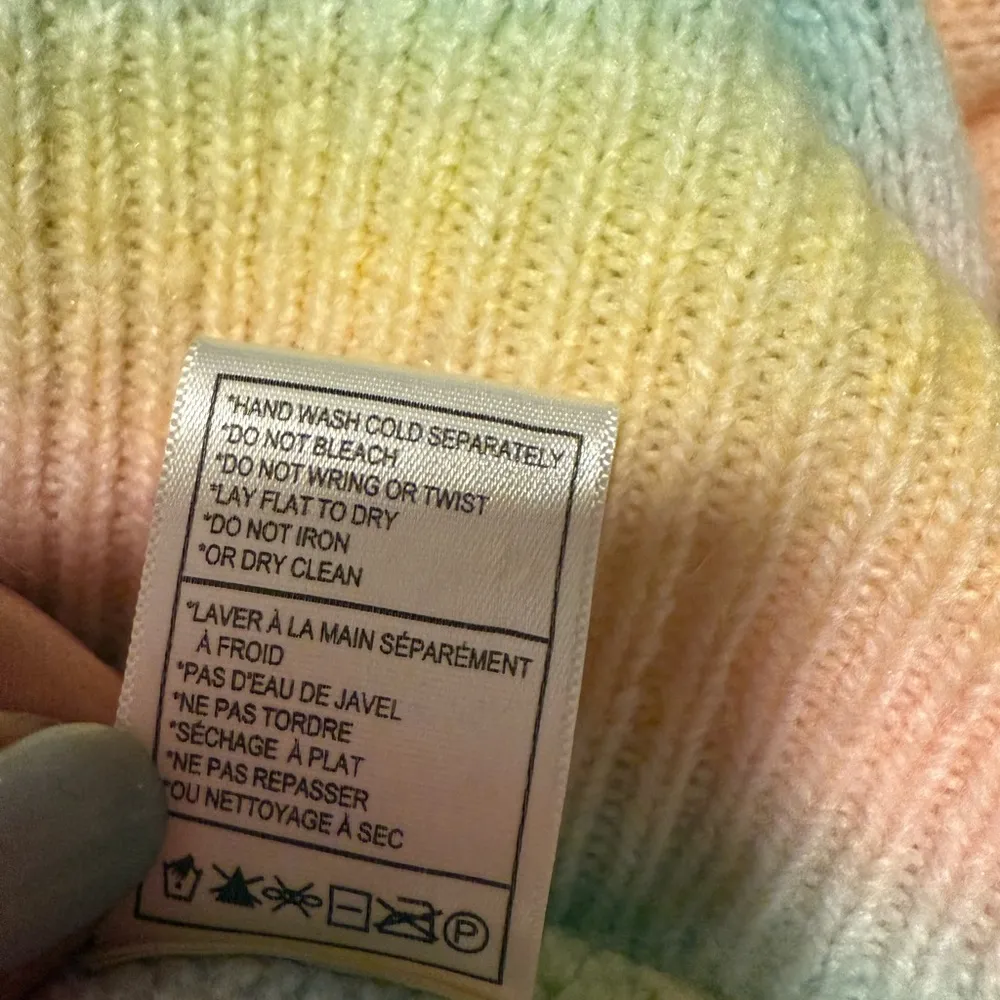 *HAND WASH COLD SEPARATELY
*DO NOT BLEACH
*DO NOT WRING OR TWIST
*LAY FLAT TO DRY
*DO NOT IRON
*OR DRY CLEAN
*LAVER À LA MAIN SÉPARÉMENT
À FROID
*PAS D'EAU DE JAVEL
*NE PAS TORDRE
*SÉCHAGE À PLAT
*NE PAS REPASSER
*OU NETTOYAGE À SEC
P